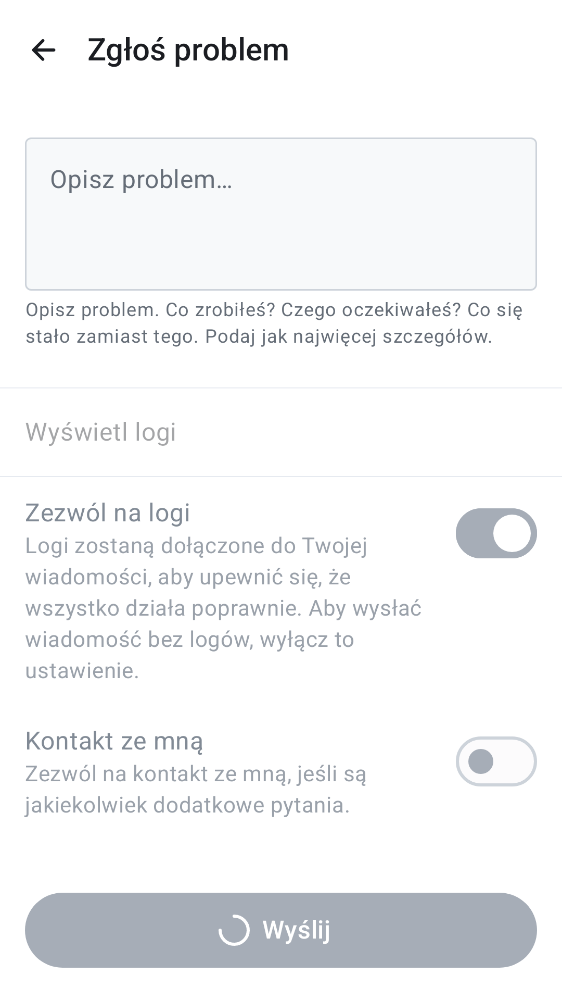 Zgłoś problem
Opisz problem…
Opisz problem. Co zrobiłeś? Czego oczekiwałeś? Co się
stało zamiast tego. Podaj jak najwięcej szczegółów.
Wyświetl logi
Zezwól na logi
Logi zostaną dołączone do Twojej
wiadomości, aby upewnić się, że
wszystko działa poprawnie. Aby wysłać
wiadomość bez logów, wyłącz to
ustawienie.
Kontakt ze mną
Zezwól na kontakt ze mną, jeśli są
jakiekolwiek dodatkowe pytania.
Wyślij